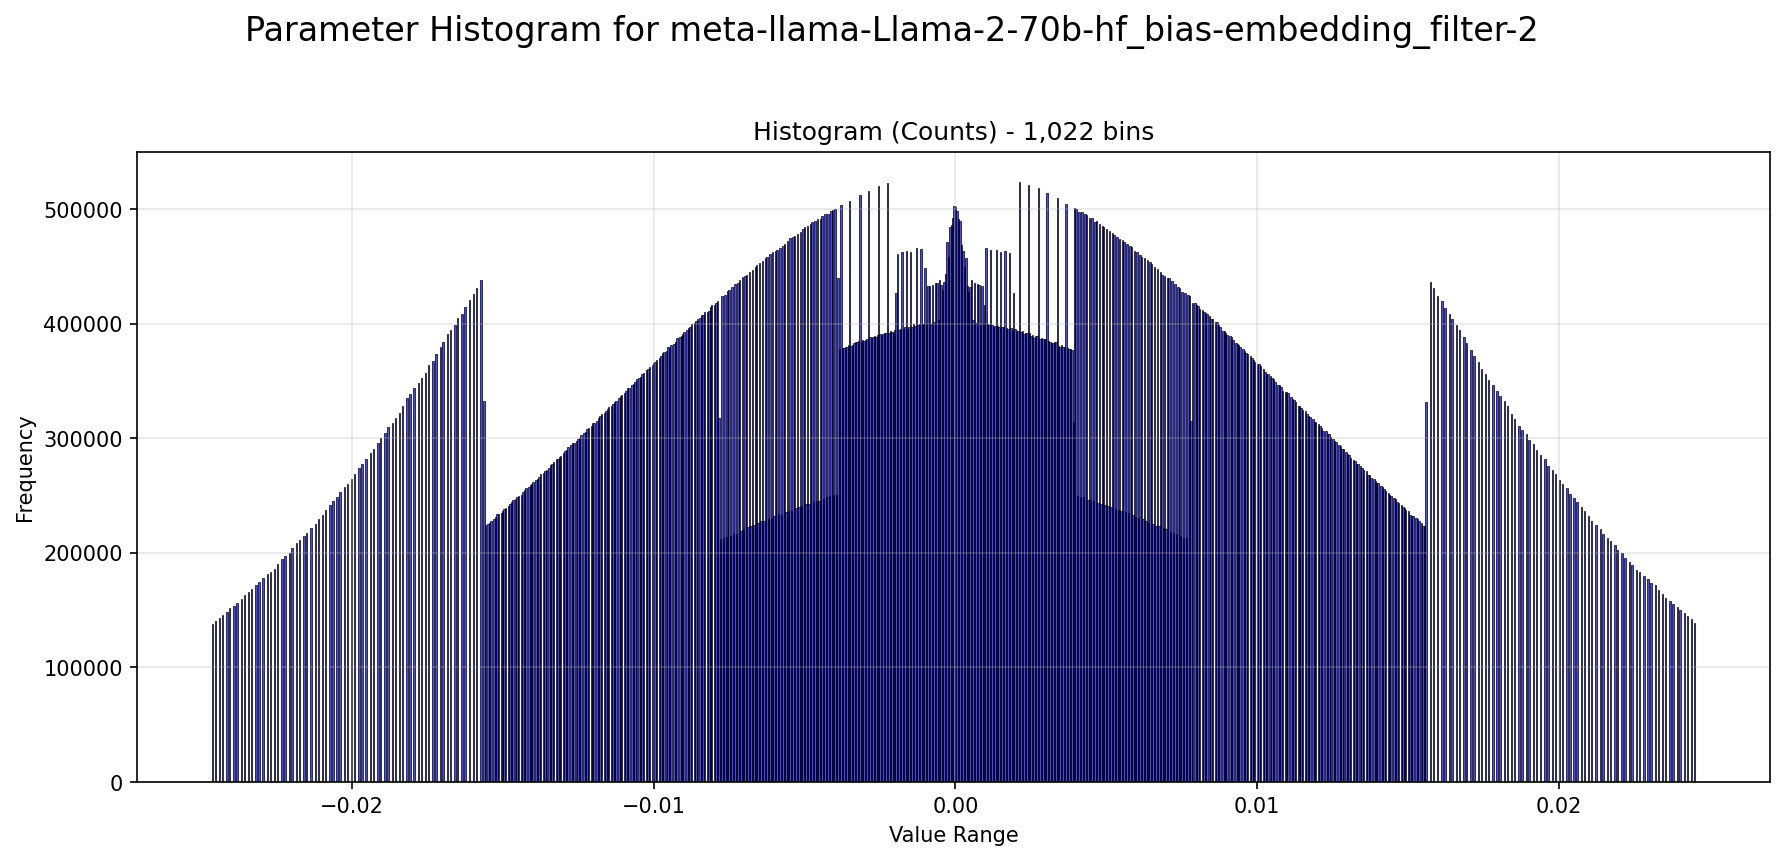 Parameter Histogram for meta-llama-Llama-2-70b-hf_bias-embedding_filter-2
Histogram (Counts) - 1,022 bins
Frequency
500000
400000
300000
200000
100000
0
−0.02 −0.01 0.00 0.01 0.02
Value Range